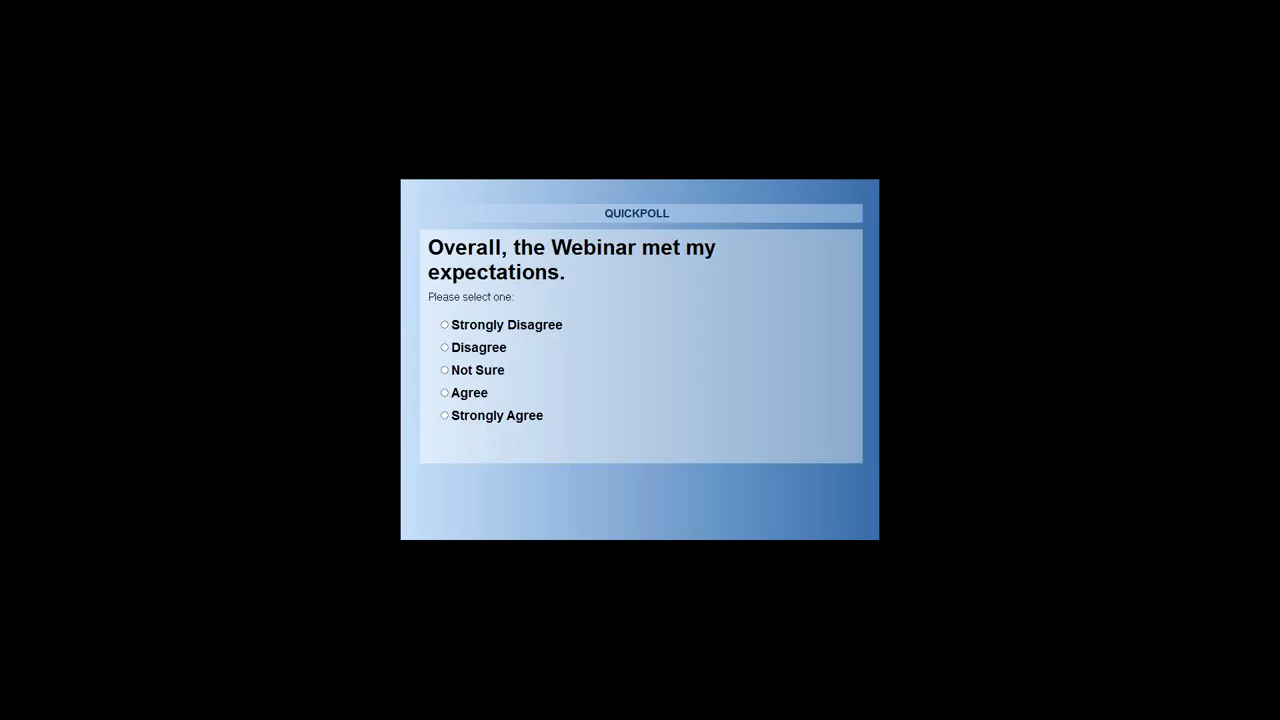 QUICKPOLL
Overall, the Webinar met my
expectations.
Please select one:
Strongly Disagree
Disagree
Not Sure
Agree
Strongly Agree